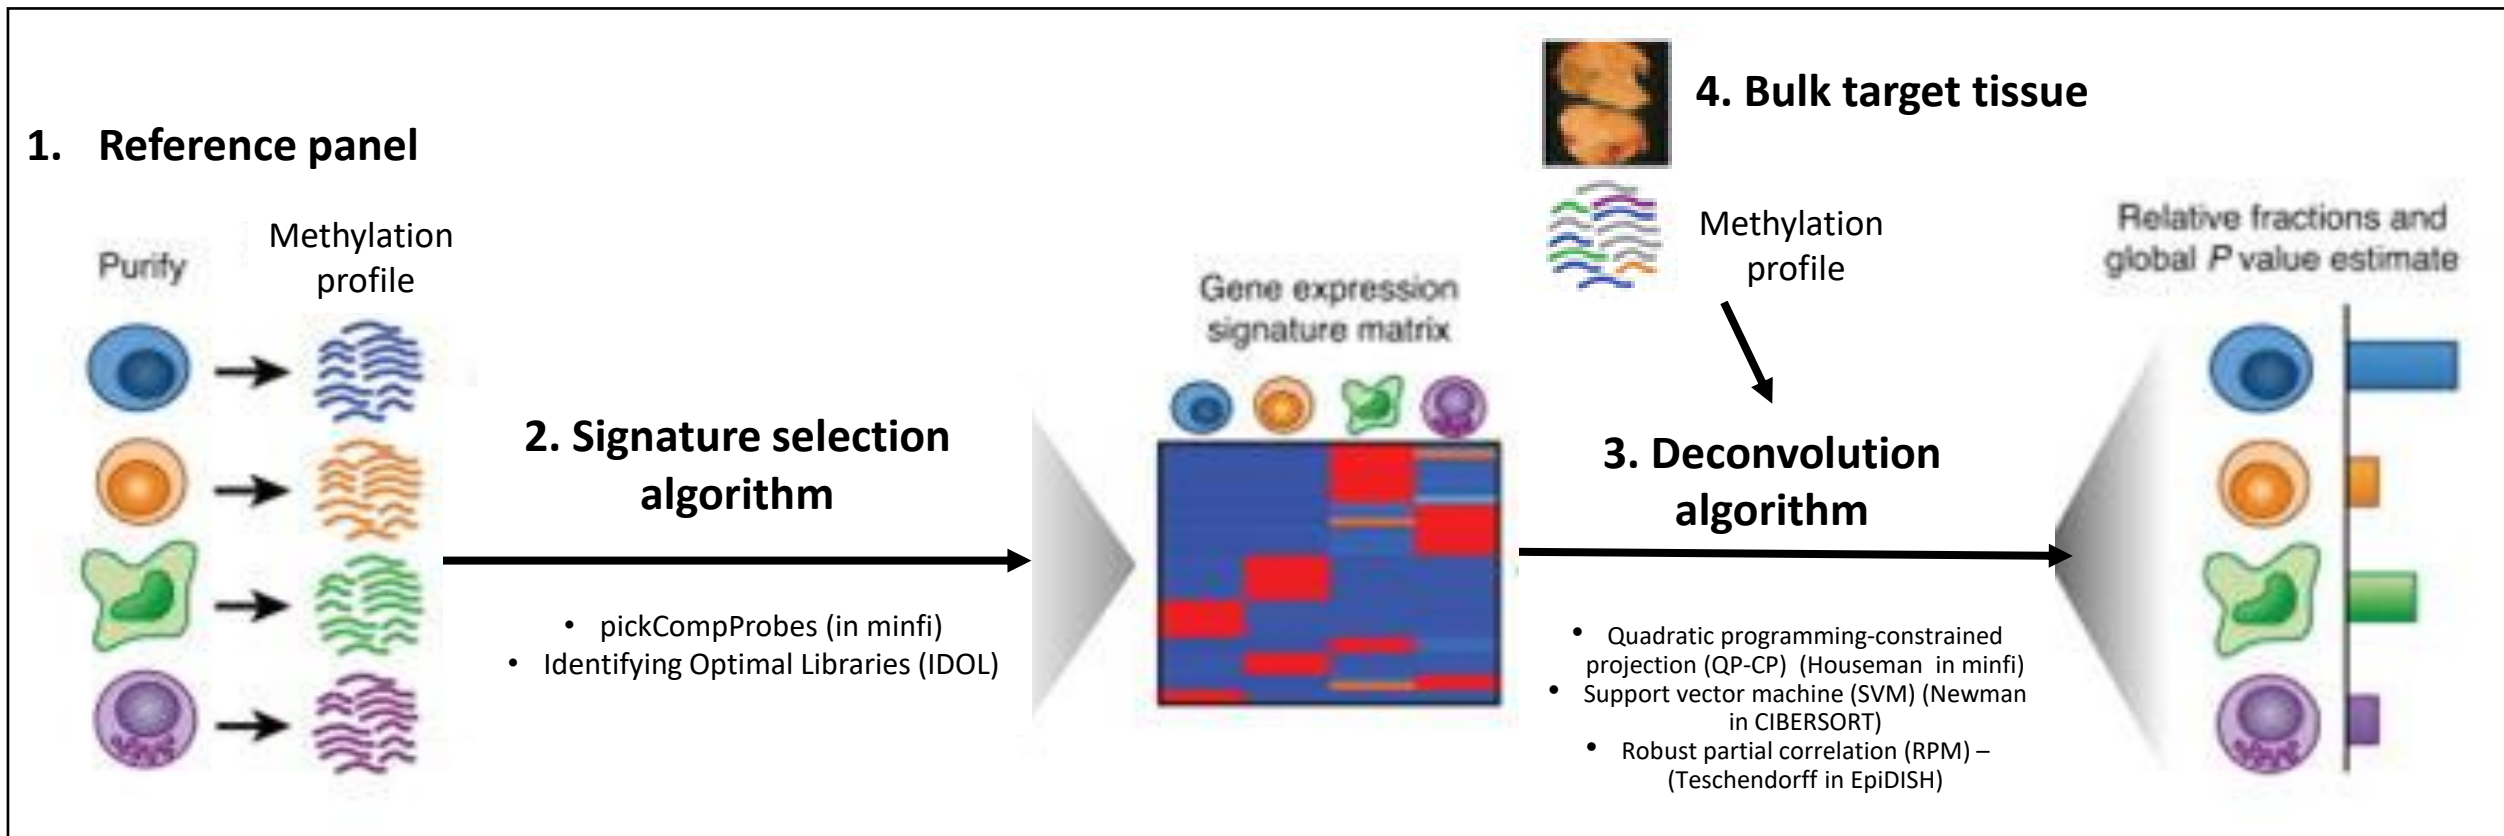 1. Reference panel
Purify
Methylation
profile
2. Signature selection
algorithm
• pickCompProbes (in minfi)
• Identifying Optimal Libraries (IDOL)
Gene expression
signature matrix
4. Bulk target tissue
Methylation
profile
3. Deconvolution
algorithm
• Quadratic programming-constrained
projection (QP-CP) (Houseman in minfi)
• Support vector machine (SVM) (Newman
in CIBERSORT)
• Robust partial correlation (RPM) –
(Teschendorff in EpiDISH)
Relative fractions and
global P value estimate